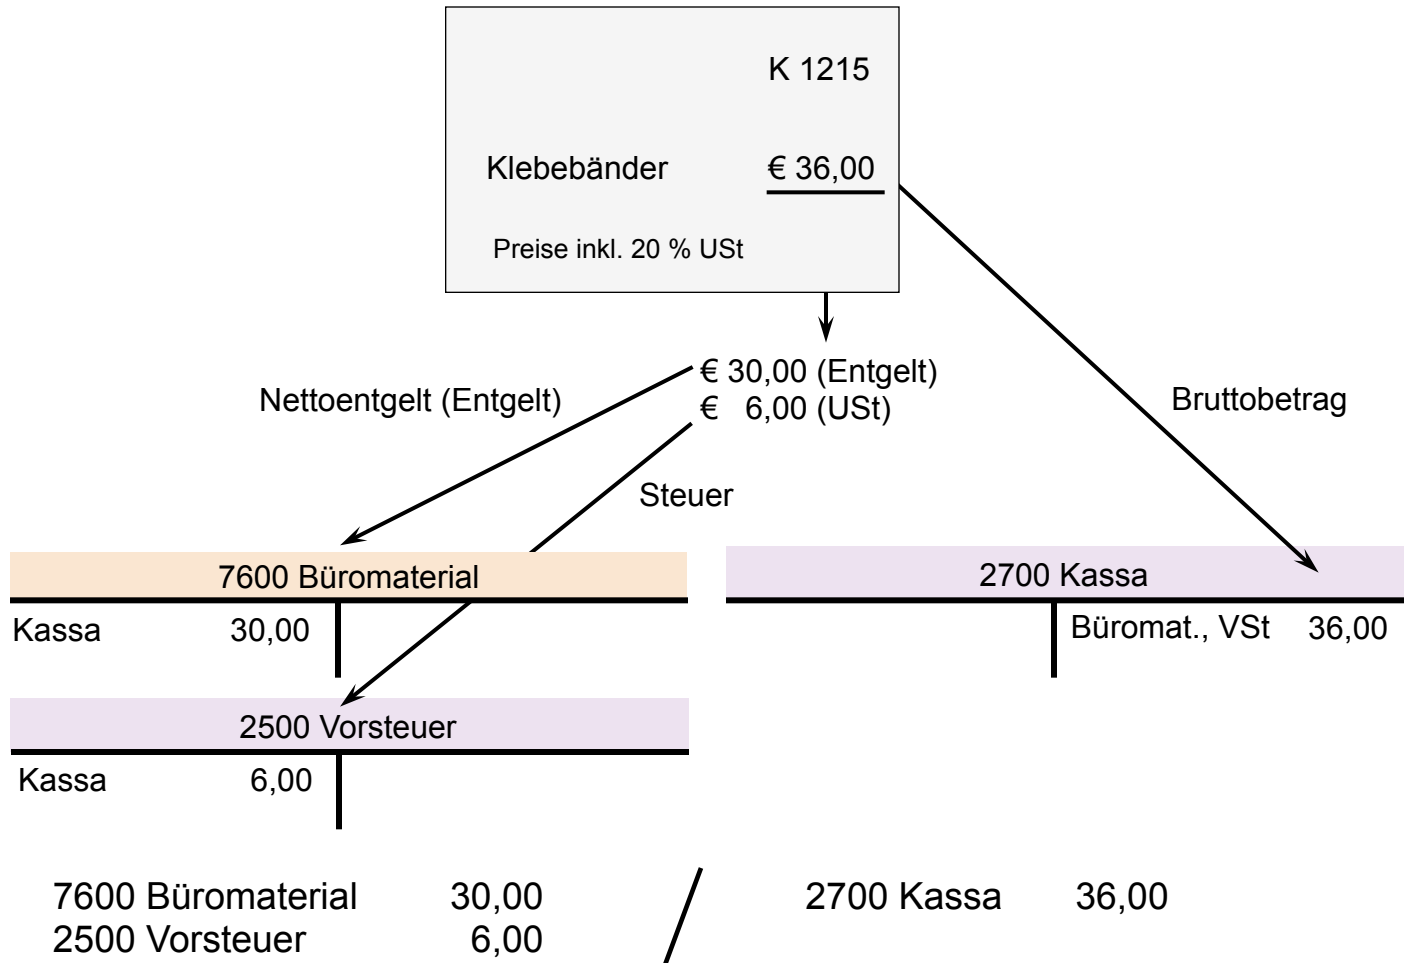 K 1215
Klebebänder € 36,00
Preise inkl. 20 % USt
€ 30,00 (Entgelt)
€ 6,00 (USt)
Nettoentgelt (Entgelt)
Bruttobetrag
Steuer
7600 Büromaterial
Kassa 30,00
2700 Kassa
Büromat., VSt 36,00
2500 Vorsteuer
Kassa 6,00
7600 Büromaterial 30,00 / 2700 Kassa 36,00
2500 Vorsteuer 6,00